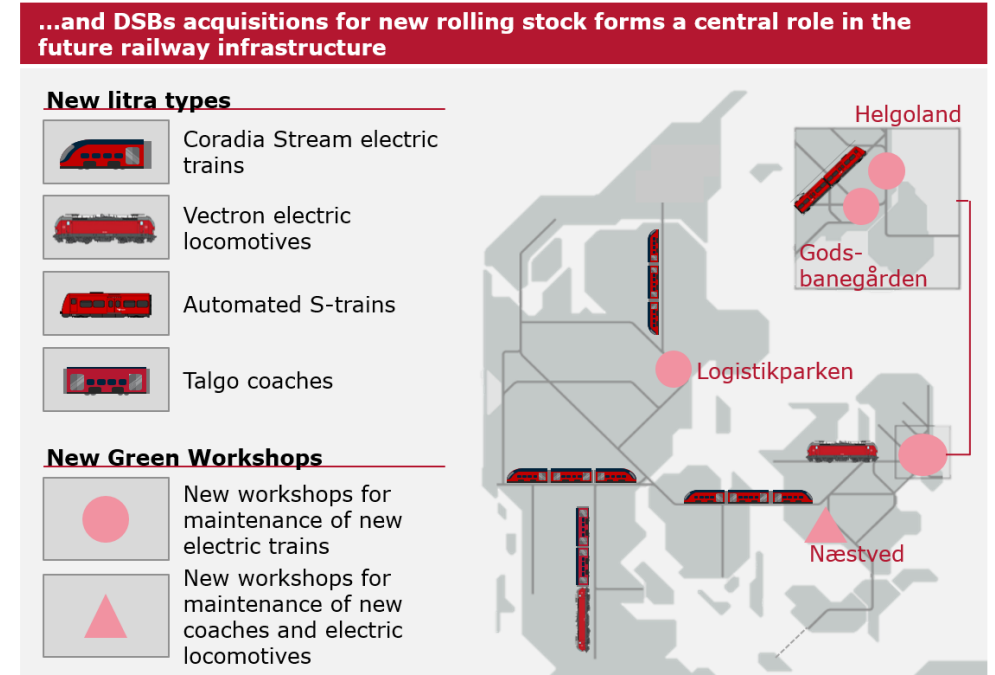 ...and DSBs acquisitions for new rolling stock forms a central role in the
future railway infrastructure
New litra types
Coradia Stream electric
trains
Vectron electric
locomotives
Automated S-trains
Talgo coaches
New Green Workshops
New workshops for
maintenance of new
electric trains
New workshops for
maintenance of new
coaches and electric
locomotives
Helgoland
Gods-
banegården
Logistikparken
Næstved